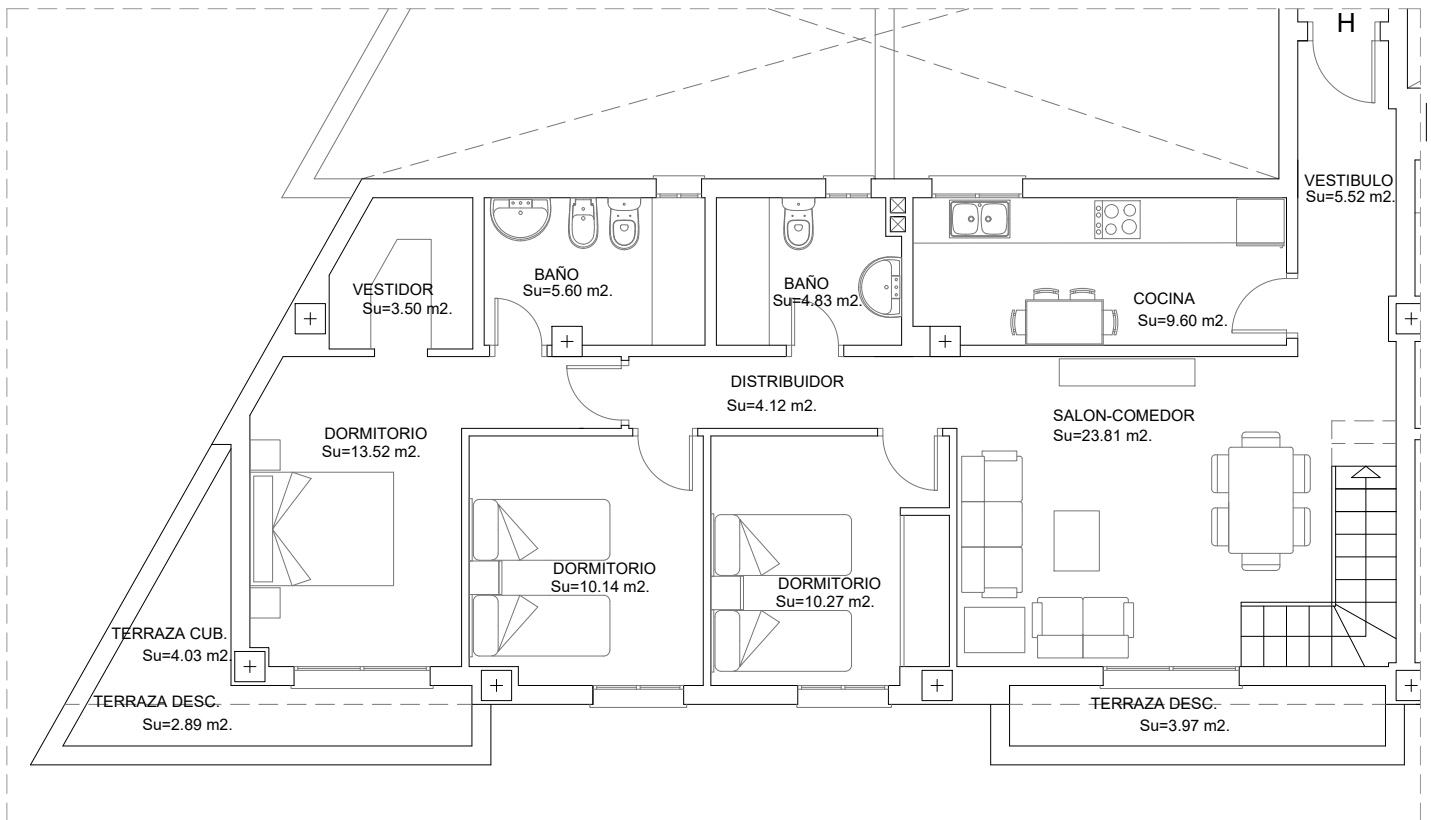 H
VESTIBULO
Su=5.52 m2.
BAÑO
Su=5.60 m2.
BAÑO
Su=4.83 m2.
VESTIDOR
Su=3.50 m2.
COCINA
Su=9.60 m2.
DISTRIBUIDOR
Su=4.12 m2.
SALON-COMEDOR
Su=23.81 m2.
DORMITORIO
Su=13.52 m2.
DORMITORIO
Su=10.14 m2.
DORMITORIO
Su=10.27 m2.
TERRAZA CUB.
Su=4.03 m2.
TERRAZA DESC.
Su=2.89 m2.
TERRAZA DESC.
Su=3.97 m2.